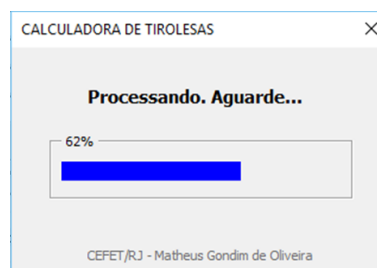 CALCULADORA DE TIROLESAS
Processando. Aguarde...
62%
CEFET/RJ - Matheus Gondim de Oliveira